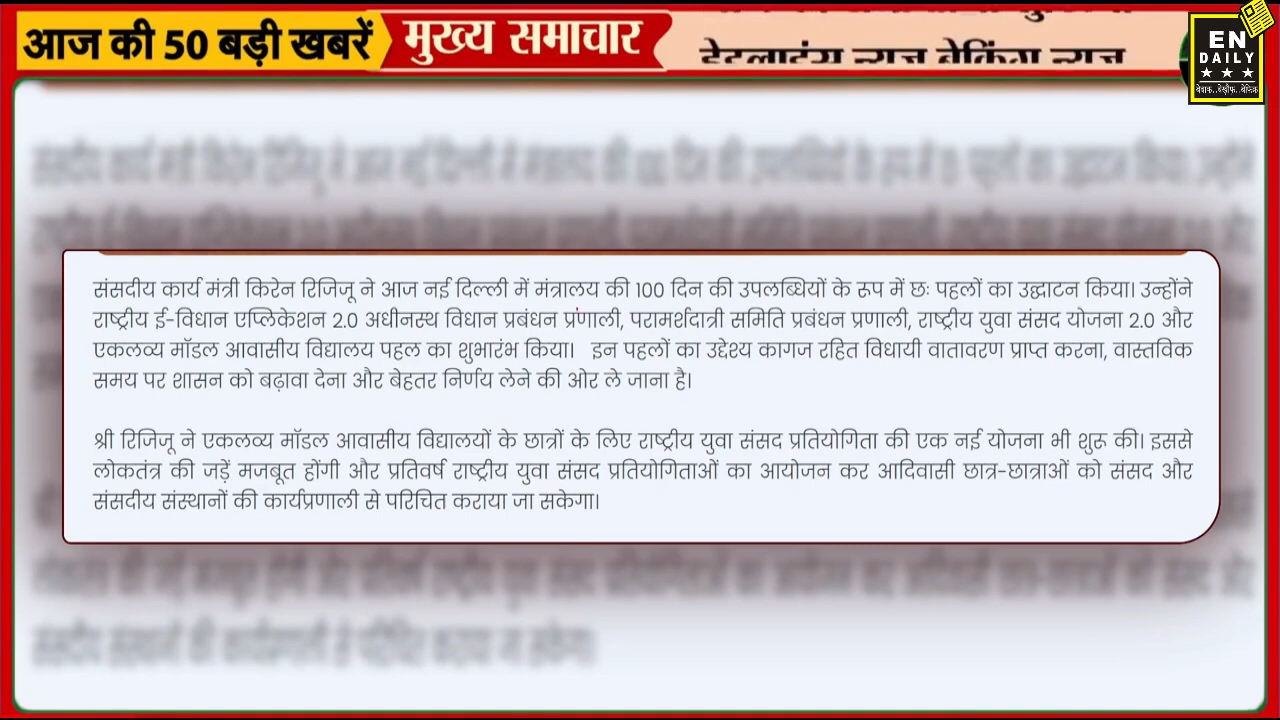 आज की 50 बड़ी खबरें
मुख्य समाचार
हेडलाइंस न्यूज ब्रेकिंग न्यूज
EN
DAILY
बेबाक..बेख़ौफ..बेफिक्र
संसदीय कार्य मंत्री किरेन रिजिजू ने आज नई दिल्ली में मंत्रालय की 100 दिन की उपलब्धियों के रूप में छः पहलों का उद्घाटन किया। उन्होंने
राष्ट्रीय ई-विधान एप्लिकेशन 2.0 अधीनस्थ विधान प्रबंधन प्रणाली, परामर्शदात्री समिति प्रबंधन प्रणाली, राष्ट्रीय युवा संसद योजना 2.0 और
एकलव्य मॉडल आवासीय विद्यालय पहल का शुभारंभ किया। इन पहलों का उद्देश्य कागज रहित विधायी वातावरण प्राप्त करना, वास्तविक
समय पर शासन को बढ़ावा देना और बेहतर निर्णय लेने की ओर ले जाना है।
श्री रिजिजू ने एकलव्य मॉडल आवासीय विद्यालयों के छात्रों के लिए राष्ट्रीय युवा संसद प्रतियोगिता की एक नई योजना भी शुरू की। इससे
लोकतंत्र की जड़ें मजबूत होंगी और प्रतिवर्ष राष्ट्रीय युवा संसद प्रतियोगिताओं का आयोजन कर आदिवासी छात्र-छात्राओं को संसद और
संसदीय संस्थानों की कार्यप्रणाली से परिचित कराया जा सकेगा।